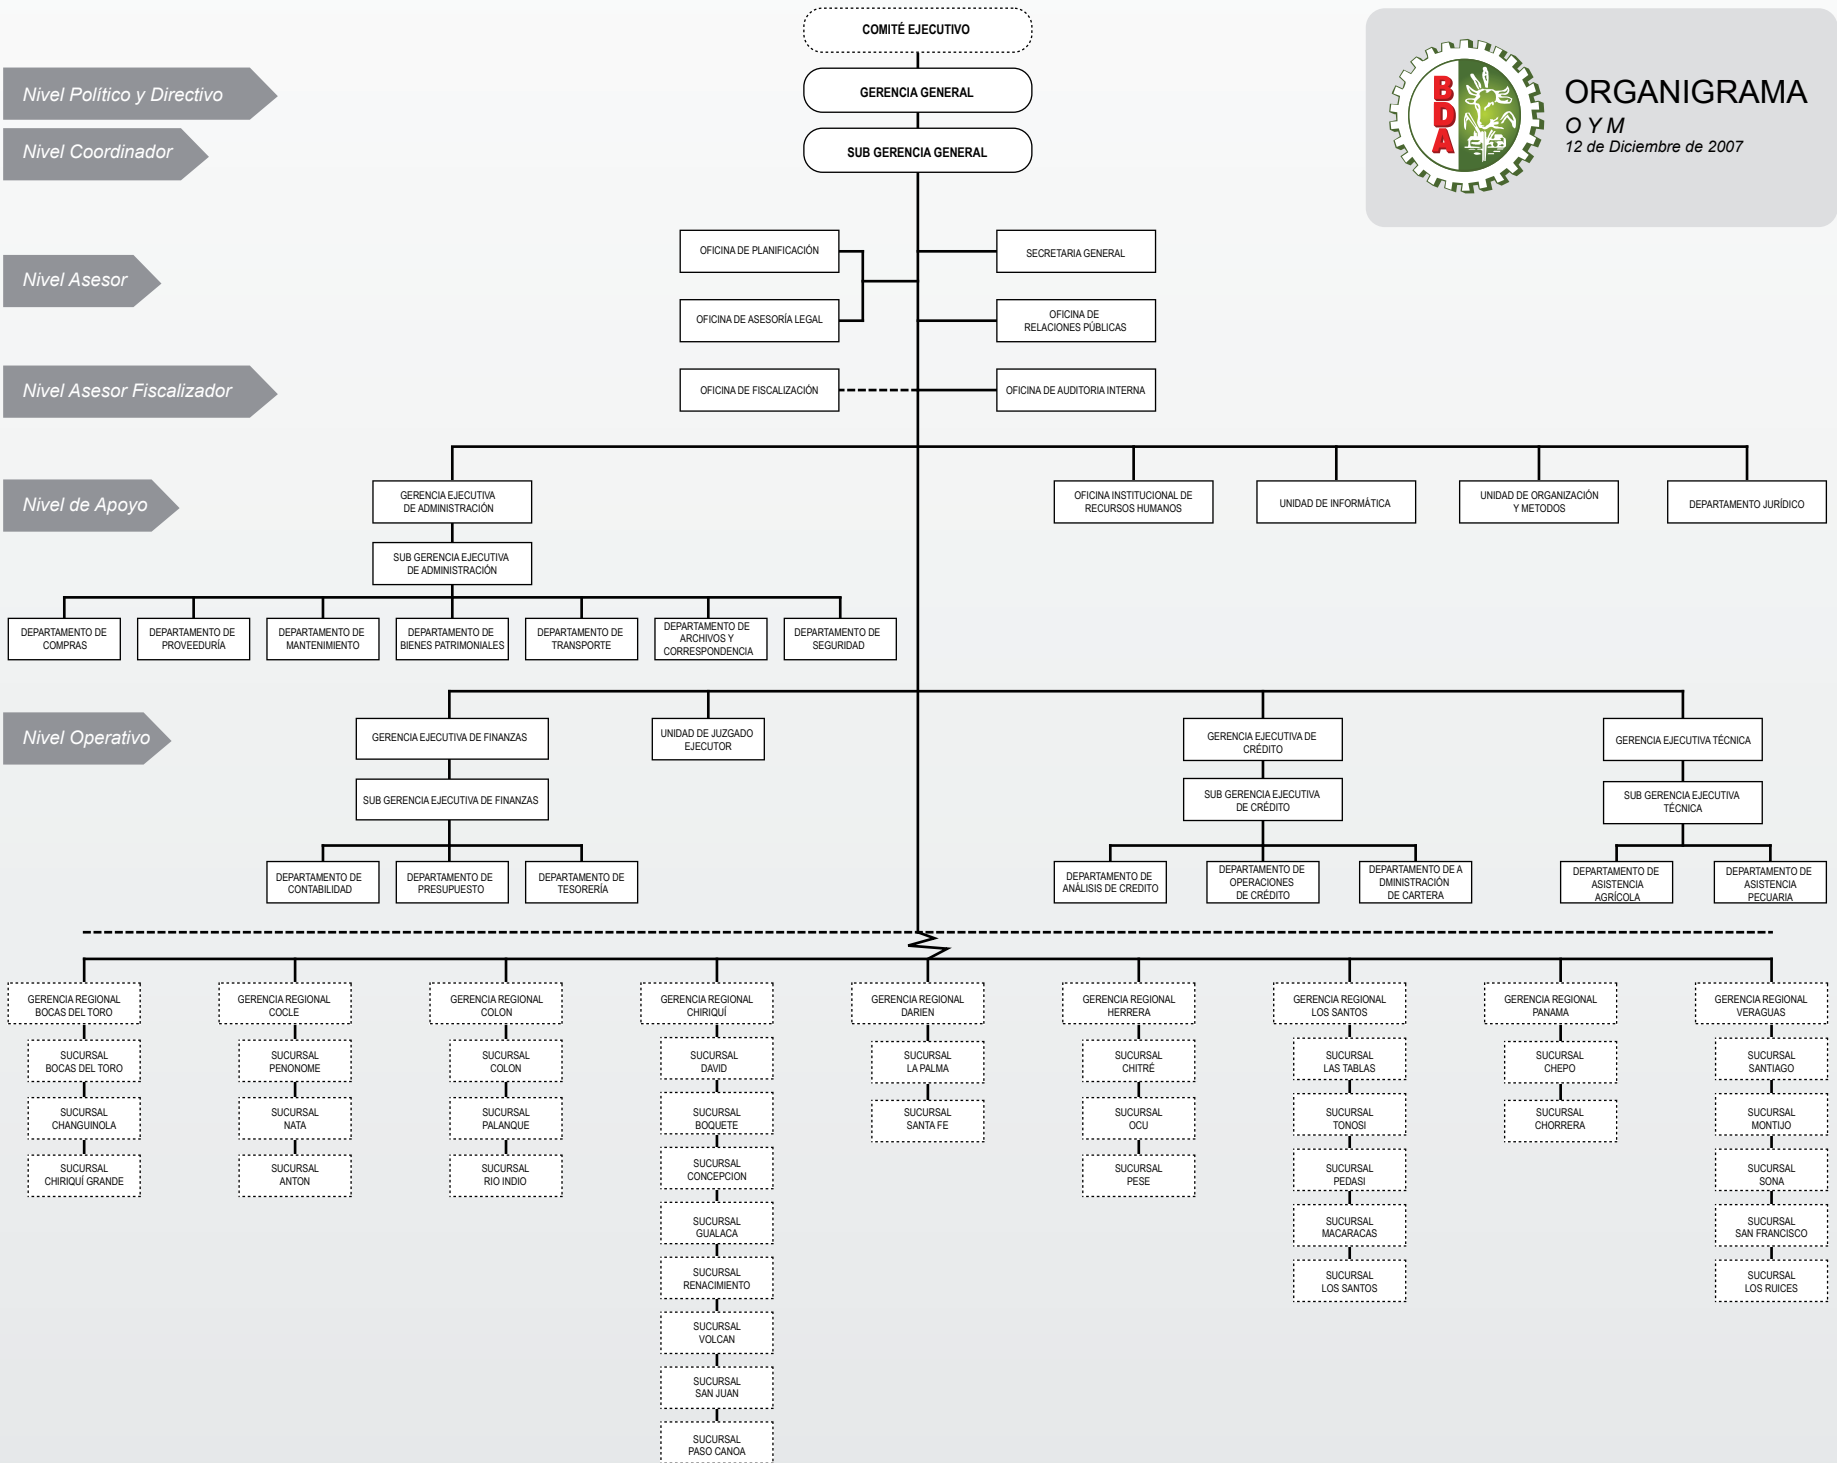 COMITÉ EJECUTIVO
Nivel Político y Directivo
GERENCIA GENERAL
Nivel Coordinador
SUB GERENCIA GENERAL
BDA
ORGANIGRAMA
O Y M
12 de Diciembre de 2007
Nivel Asesor
OFICINA DE PLANIFICACIÓN
SECRETARIA GENERAL
OFICINA DE ASESORÍA LEGAL
OFICINA DE
RELACIONES PÚBLICAS
Nivel Asesor Fiscalizador
OFICINA DE FISCALIZACIÓN
OFICINA DE AUDITORIA INTERNA
Nivel de Apoyo
GERENCIA EJECUTIVA
DE ADMINISTRACIÓN
OFICINA INSTITUCIONAL DE
RECURSOS HUMANOS
UNIDAD DE INFORMÀTICA
UNIDAD DE ORGANIZACIÓN
Y METODOS
DEPARTAMENTO JURÍDICO
SUB GERENCIA EJECUTIVA
DE ADMINISTRACIÓN
DEPARTAMENTO DE
COMPRAS
DEPARTAMENTO DE
PROVEEDURÍA
DEPARTAMENTO DE
MANTENIMIENTO
DEPARTAMENTO DE
BIENES PATRIMONIALES
DEPARTAMENTO DE
TRANSPORTE
DEPARTAMENTO DE
ARCHIVOS Y
CORRESPONDENCIA
DEPARTAMENTO DE
SEGURIDAD
Nivel Operativo
GERENCIA EJECUTIVA DE FINANZAS
UNIDAD DE JUZGADO
EJECUTOR
GERENCIA EJECUTIVA DE
CRÉDITO
GERENCIA EJECUTIVA TÉCNICA
SUB GERENCIA EJECUTIVA DE FINANZAS
SUB GERENCIA EJECUTIVA
DE CRÉDITO
SUB GERENCIA EJECUTIVA
TÉCNICA
DEPARTAMENTO DE
CONTABILIDAD
DEPARTAMENTO DE
PRESUPUESTO
DEPARTAMENTO DE
TESORERÍA
DEPARTAMENTO DE
ANÀLISIS DE CREDITO
DEPARTAMENTO DE
OPERACIONES
DE CRÉDITO
DEPARTAMENTO DE A
DMINISTRACIÓN
DE CARTERA
DEPARTAMENTO DE
ASISTENCIA
AGRÍCOLA
DEPARTAMENTO DE
ASISTENCIA
PECUARIA
GERENCIA REGIONAL
BOCAS DEL TORO
SUCURSAL
BOCAS DEL TORO
SUCURSAL
CHANGUINOLA
SUCURSAL
CHIRIQUÍ GRANDE
GERENCIA REGIONAL
COCLE
SUCURSAL
PENONOME
SUCURSAL
NATA
SUCURSAL
ANTON
GERENCIA REGIONAL
COLON
SUCURSAL
COLON
SUCURSAL
PALANQUE
SUCURSAL
RIO INDIO
GERENCIA REGIONAL
CHIRIQUÍ
SUCURSAL
DAVID
SUCURSAL
BOQUETE
SUCURSAL
CONCEPCION
SUCURSAL
GUALACA
SUCURSAL
RENACIMIENTO
SUCURSAL
VOLCAN
SUCURSAL
SAN JUAN
SUCURSAL
PASO CANOA
GERENCIA REGIONAL
DARIEN
SUCURSAL
LA PALMA
SUCURSAL
SANTA FE
GERENCIA REGIONAL
HERRERA
SUCURSAL
CHITRÉ
SUCURSAL
OCU
SUCURSAL
PESE
GERENCIA REGIONAL
LOS SANTOS
SUCURSAL
LAS TABLAS
SUCURSAL
TONOSI
SUCURSAL
PEDASI
SUCURSAL
MACARACAS
SUCURSAL
LOS SANTOS
GERENCIA REGIONAL
PANAMA
SUCURSAL
CHEPO
SUCURSAL
CHORRERA
GERENCIA REGIONAL
VERAGUAS
SUCURSAL
SANTIAGO
SUCURSAL
MONTIJO
SUCURSAL
SONA
SUCURSAL
SAN FRANCISCO
SUCURSAL
LOS RUICES